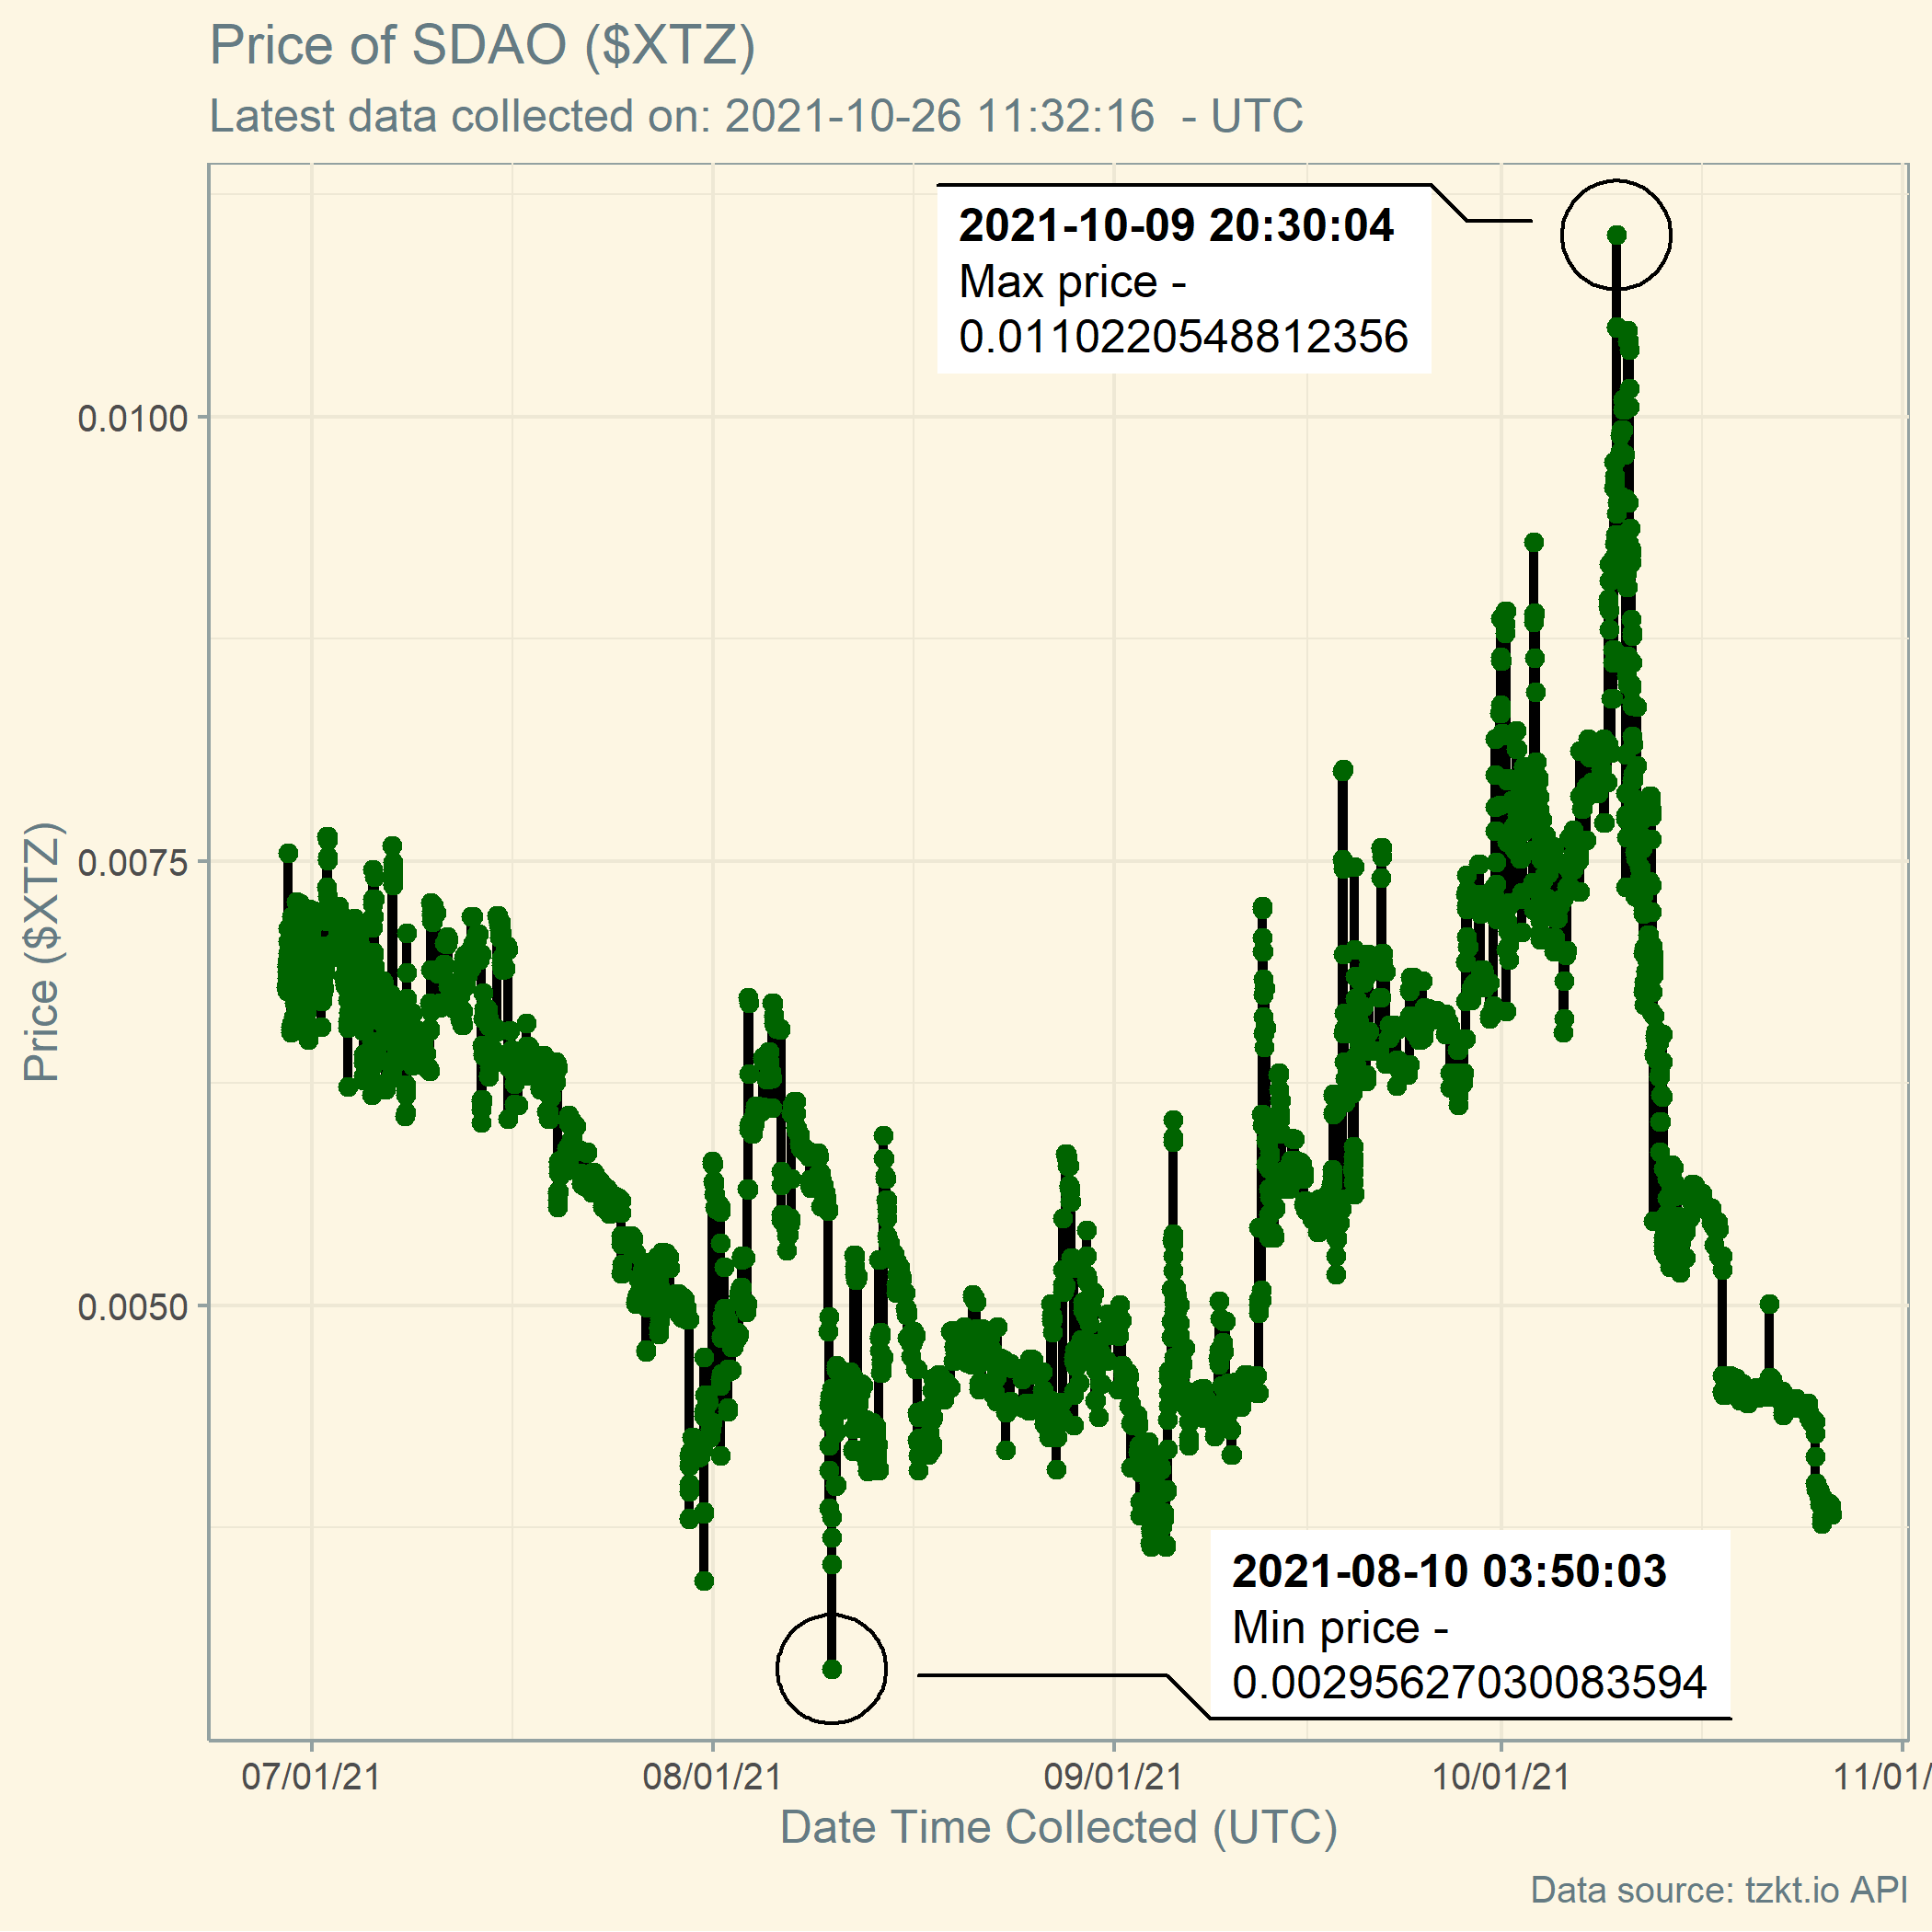 Price of SDAO ($XTZ)
Latest data collected on: 2021-10-26 11:32:16  - UTC
2021-10-09 20:30:04
Max price -
0.0110220548812356
0.0100
0.0075
0.0050
Price ($XTZ)
2021-08-10 03:50:03
Min price -
0.00295627030083594
07/01/21
08/01/21
09/01/21
10/01/21
11/01/
Date Time Collected (UTC)
Data source: tzkt.io API